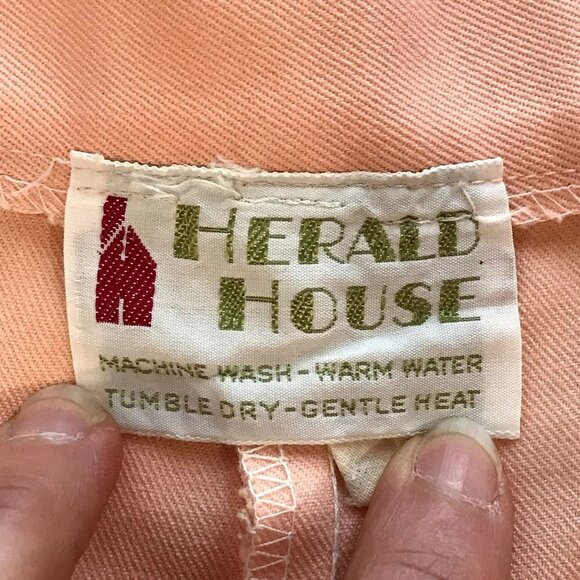 HERALD
HOUSE
MACHINE WASH-WARM WATER
TUMBLE DRY-GENTLE HEAT